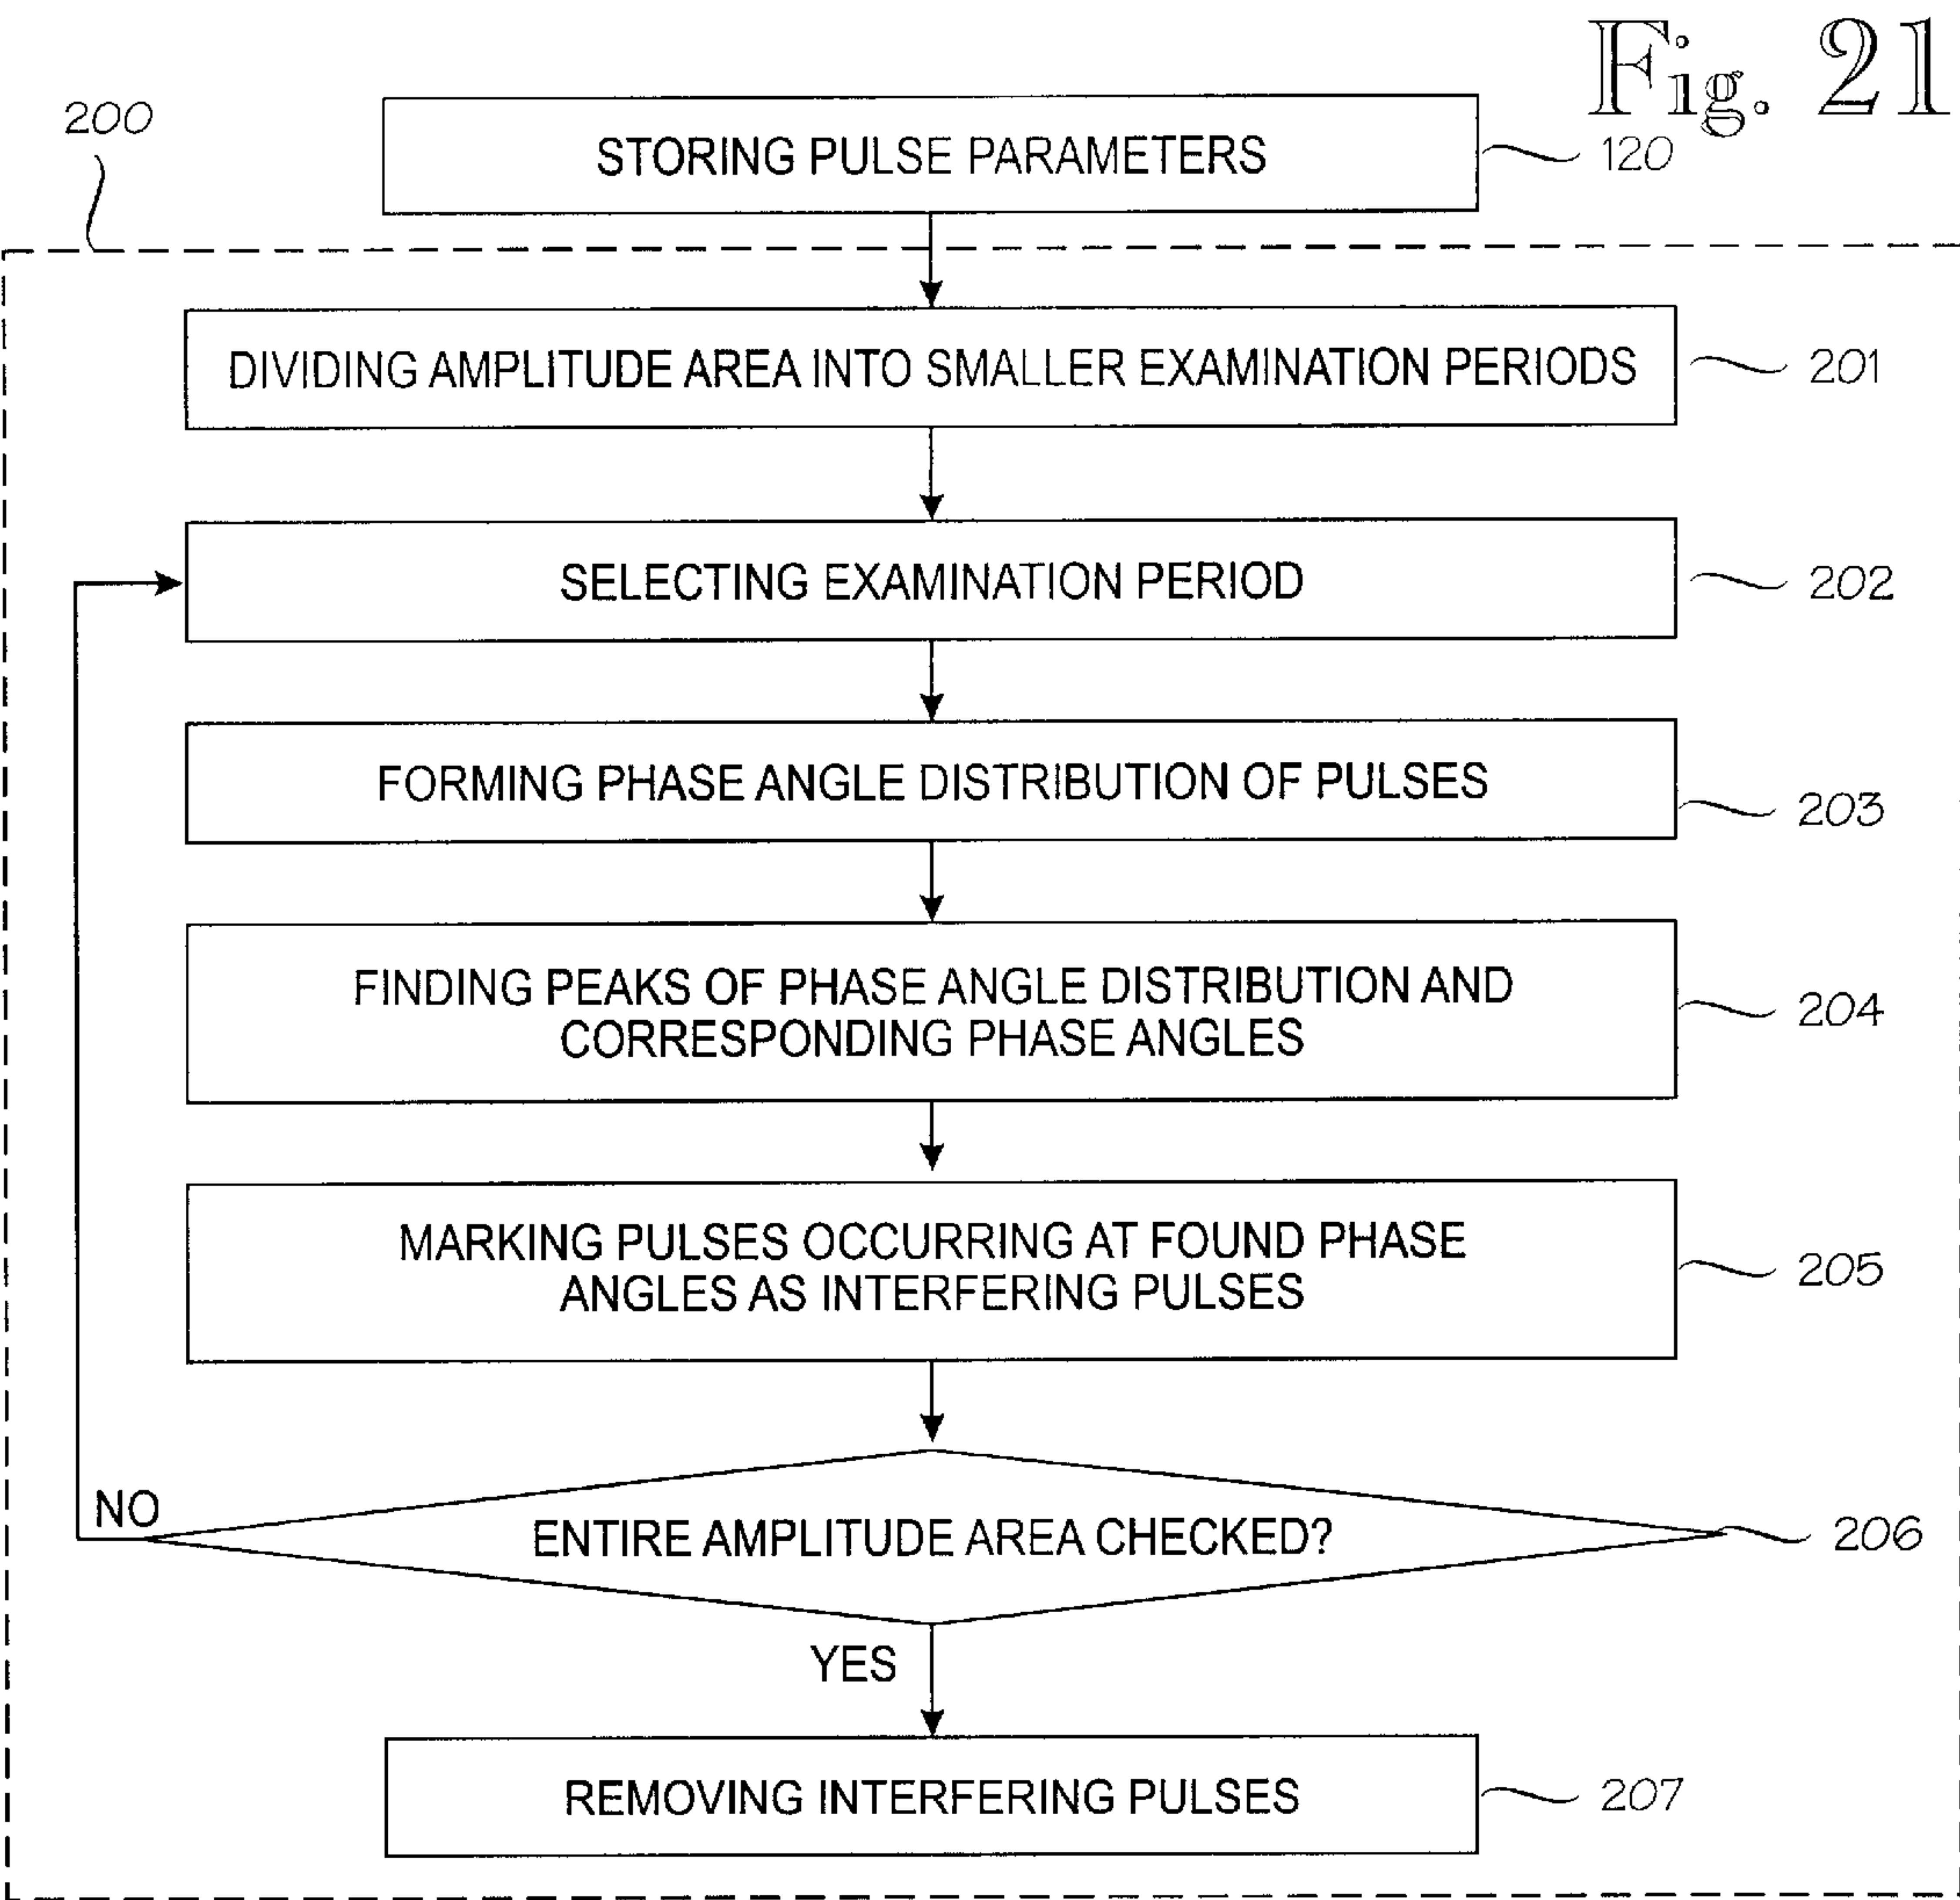 Fig. 21
200
STORING PULSE PARAMETERS
120
DIVIDING AMPLITUDE AREA INTO SMALLER EXAMINATION PERIODS
201
SELECTING EXAMINATION PERIOD
202
FORMING PHASE ANGLE DISTRIBUTION OF PULSES
203
FINDING PEAKS OF PHASE ANGLE DISTRIBUTION AND
CORRESPONDING PHASE ANGLES
204
MARKING PULSES OCCURRING AT FOUND PHASE
ANGLES AS INTERFERING PULSES
205
NO
ENTIRE AMPLITUDE AREA CHECKED?
206
YES
REMOVING INTERFERING PULSES
207